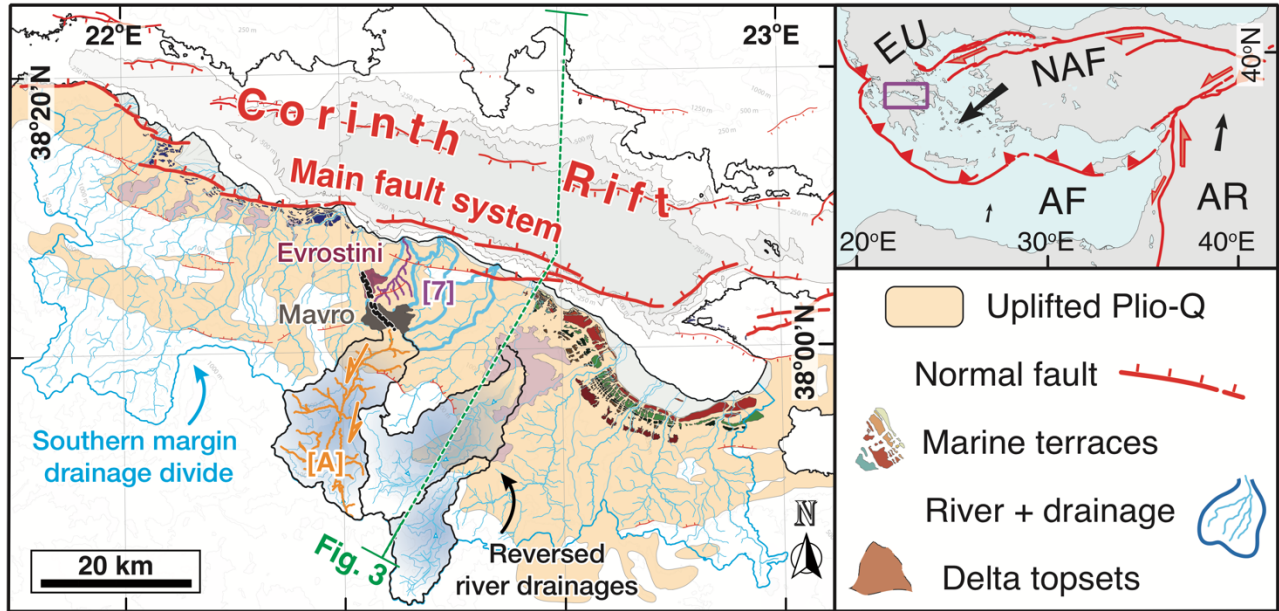 22°E
23°E
38°20'N
Corinth
Rift
Main fault system
Evrostini
[7]
Mavro
38°00'N
Southern margin
drainage divide
[A]
Fig. 3
Reversed
river drainages
N
20 km
EU
NAF
40°N
AF
AR
20°E
30°E
40°E
Uplifted Plio-Q
Normal fault
Marine terraces
River + drainage
Delta topsets